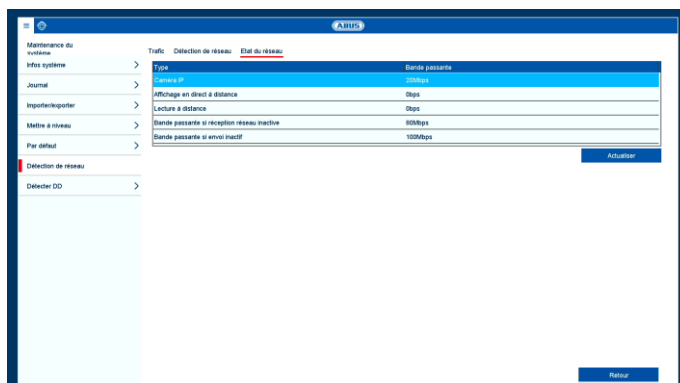 ABUS
Maintenance du
système
Infos système
Journal
Importer/exporter
Mettre à niveau
Par défaut
Détection de réseau
Détecter DD
Trafic Détection de réseau Etat du réseau
Type Bande passante
Caméra IP 20Mbps
Affichage en direct à distance 0bps
Lecture à distance 0bps
Bande passante si réception réseau inactive 80Mbps
Bande passante si envoi inactif 100Mbps
Actualiser
Retour